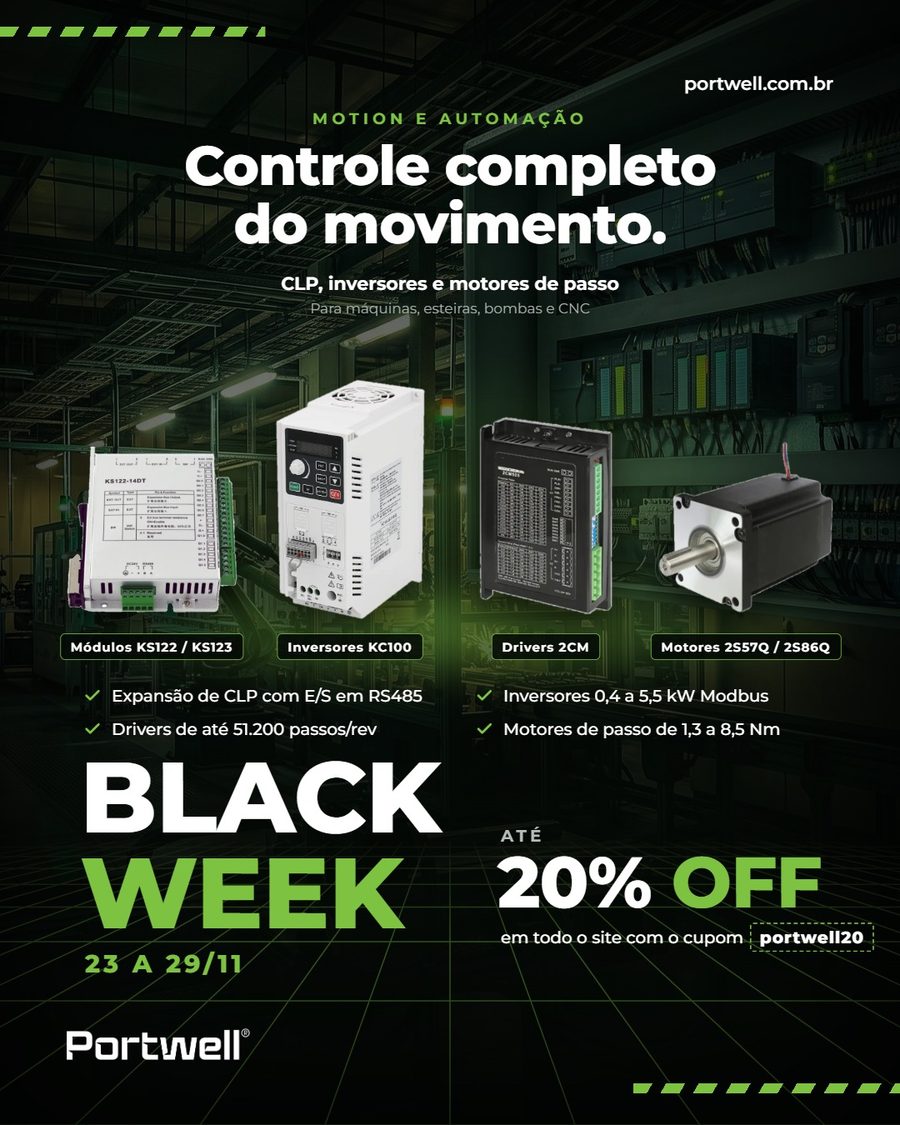 portwell.com.br
MOTION E AUTOMAÇÃO
Controle completo
do movimento.
CLP, inversores e motores de passo
Para máquinas, esteiras, bombas e CNC
KS122-14DT
Módulos KS122 / KS123
Inversores KC100
Drivers 2CM
Motores 2S57Q / 2S86Q
Expansão de CLP com E/S em RS485
Inversores 0,4 a 5,5 kW Modbus
Drivers de até 51.200 passos/rev
Motores de passo de 1,3 a 8,5 Nm
BLACK
WEEK
23 A 29/11
ATÉ
20% OFF
em todo o site com o cupom portwell20
Portwell®